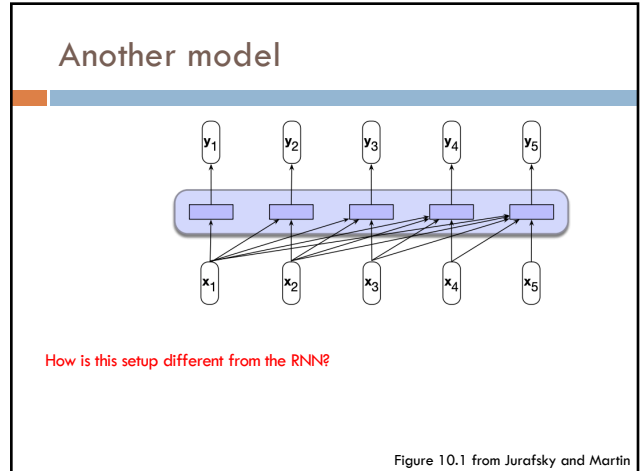 Another model
y1 y2 y3 y4 y5
x1 x2 x3 x4 x5
How is this setup different from the RNN?
Figure 10.1 from Jurafsky and Martin